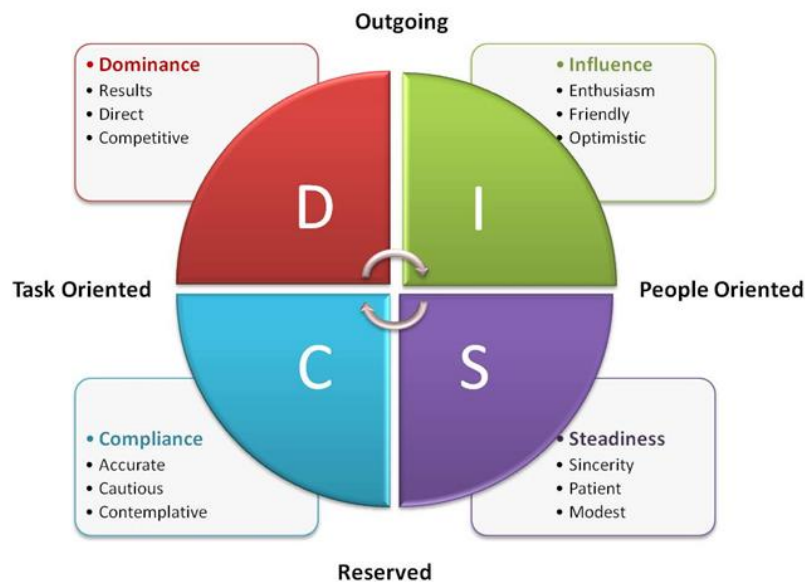 Outgoing
• Dominance
• Results
• Direct
• Competitive
• Influence
• Enthusiasm
• Friendly
• Optimistic
D
I
Task Oriented
People Oriented
C
S
• Compliance
• Accurate
• Cautious
• Contemplative
• Steadiness
• Sincerity
• Patient
• Modest
Reserved